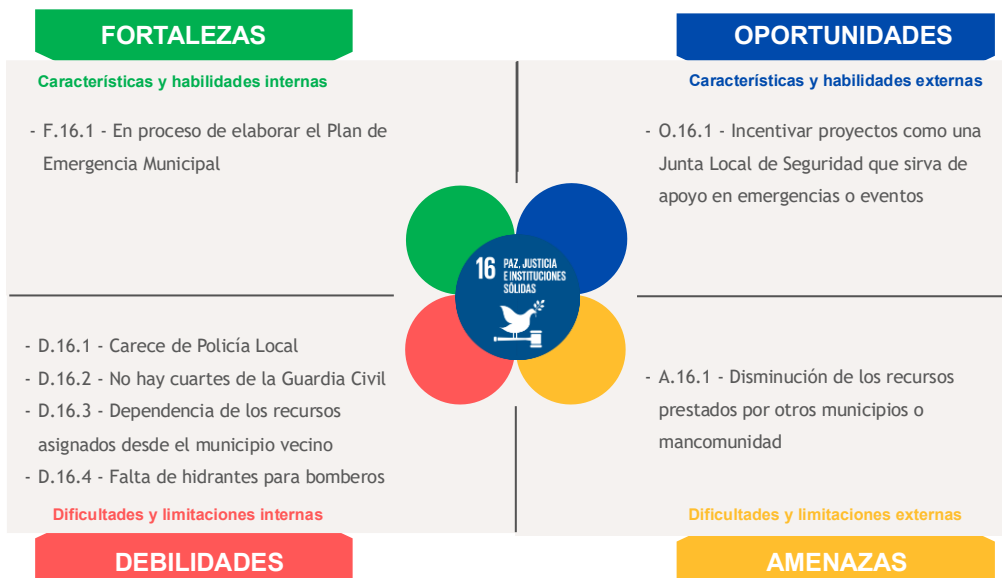 FORTALEZAS
Características y habilidades internas
- F.16.1 - En proceso de elaborar el Plan de
Emergencia Municipal
OPORTUNIDADES
Características y habilidades externas
- O.16.1 - Incentivar proyectos como una
Junta Local de Seguridad que sirva de
apoyo en emergencias o eventos
16 PAZ, JUSTICIA
E INSTITUCIONES
SÓLIDAS
- D.16.1 - Carece de Policía Local
- D.16.2 - No hay cuartes de la Guardia Civil
- D.16.3 - Dependencia de los recursos
asignados desde el municipio vecino
- D.16.4 - Falta de hidrantes para bomberos
Dificultades y limitaciones internas
DEBILIDADES
- A.16.1 - Disminución de los recursos
prestados por otros municipios o
mancomunidad
Dificultades y limitaciones externas
AMENAZAS